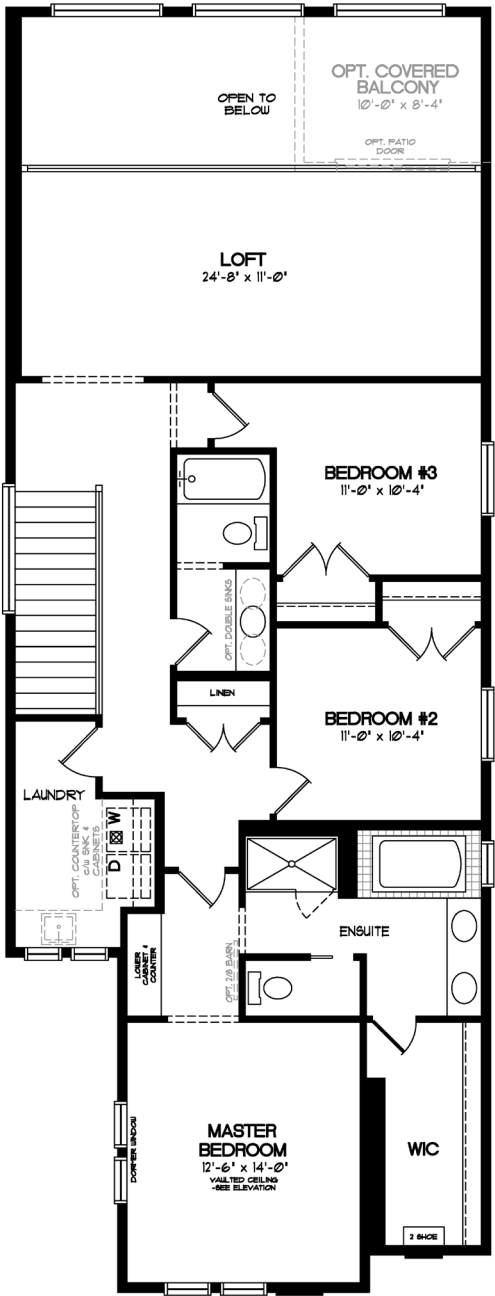 OPEN TO
BELOW
OPT. COVERED
BALCONY
10'-0" x 8'-4"
OPT. PATIO
DOOR
LOFT
24'-8" x 11'-0"
BEDROOM #3
11'-0" x 10'-4"
OPT. DOUBLE SINKS
LINEN
BEDROOM #2
11'-0" x 10'-4"
LAUNDRY
OPT. COUNTERTOP
c/w SINK &
CABINETS
W
D
ENSUITE
LOWER
CABINET &
COUNTER
OPT. 2/8 BARN
MASTER
BEDROOM
12'-6" x 14'-0"
VAULTED CEILING
-SEE ELEVATION
DORMER WINDOW
WIC
2 SHOE